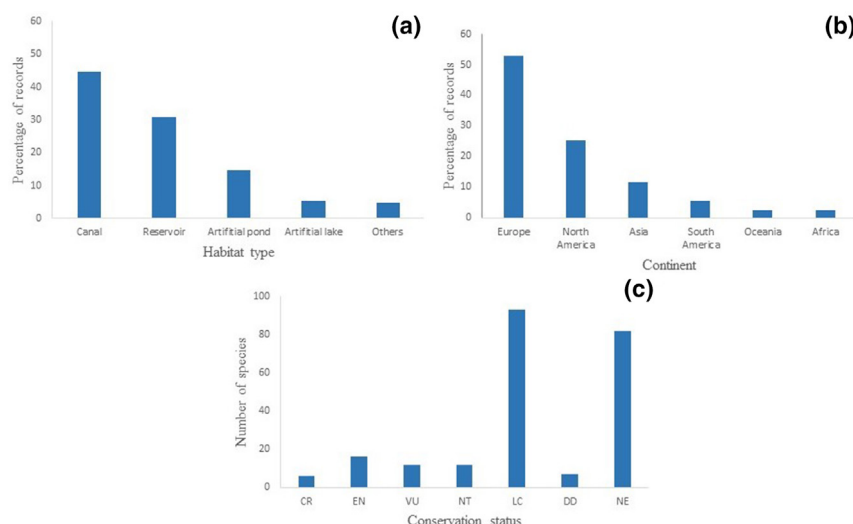 (a)
60
50
40
30
20
10
0
Percentage of records
Canal Reservoir Artifitial pond Artifitial lake Others
Habitat type
(b)
60
50
40
30
20
10
0
Percentage of records
Europe North America Asia South America Oceania Africa
Continent
(c)
100
80
60
40
20
0
Number of species
CR EN VU NT LC DD NE
Conservation status